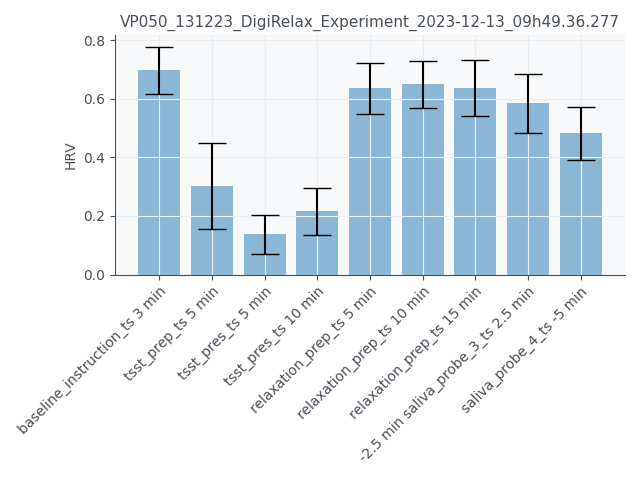 VP050_131223_DigiRelax_Experiment_2023-12-13_09h49.36.277
0.8
0.6
0.4
0.2
0.0
HRV
baseline_instruction_ts 3 min
tsst_prep_ts 5 min
tsst_pres_ts 5 min
tsst_pres_ts 10 min
relaxation_prep_ts 5 min
relaxation_prep_ts 10 min
relaxation_prep_ts 15 min
-2.5 min saliva_probe_3_ts 2.5 min
saliva_probe_4_ts -5 min